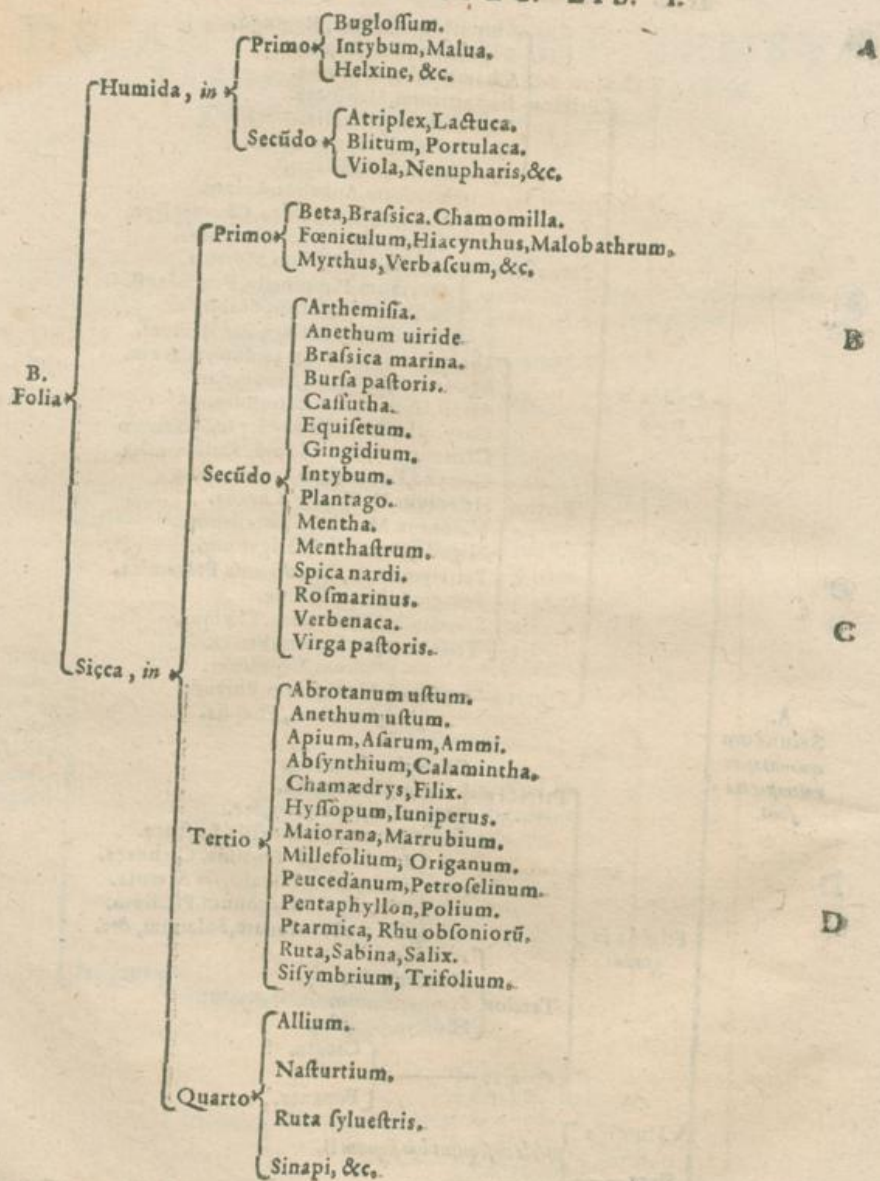 LIB. I.
A
Humida, in
Primo
Bugloſſum.
Intybum, Malua.
Helxine, &c.
Secūdo
Atriplex, Lactuca.
Blitum, Portulaca.
Viola, Nenupharis, &c.
B.
Folia
Sicca, in
Primo
Beta, Braſsica. Chamomilla.
Fœniculum, Hiacynthus, Malobathrum.
Myrthus, Verbaſcum, &c.
B
Secūdo
Arthemiſia.
Anethum uiride
Braſsica marina.
Burſa paſtoris.
Caſſutha.
Equiſetum.
Gingidium.
Intybum.
Plantago.
Mentha.
Menthaſtrum.
Spica nardi.
Roſmarinus.
Verbenaca.
Virga paſtoris.
C
Tertio
Abrotanum uſtum.
Anethum uſtum.
Apium, Aſarum, Ammi.
Abſynthium, Calamintha.
Chamædrys, Filix.
Hyſſopum, Iuniperus.
Maiorana, Marrubium.
Millefolium, Origanum.
Peucedanum, Petroſelinum.
Pentaphyllon, Polium.
Ptarmica, Rhu obſoniorū.
Ruta, Sabina, Salix.
Siſymbrium, Trifolium.
D
Quarto
Allium.
Naſturtium.
Ruta ſylueſtris.
Sinapi, &c.